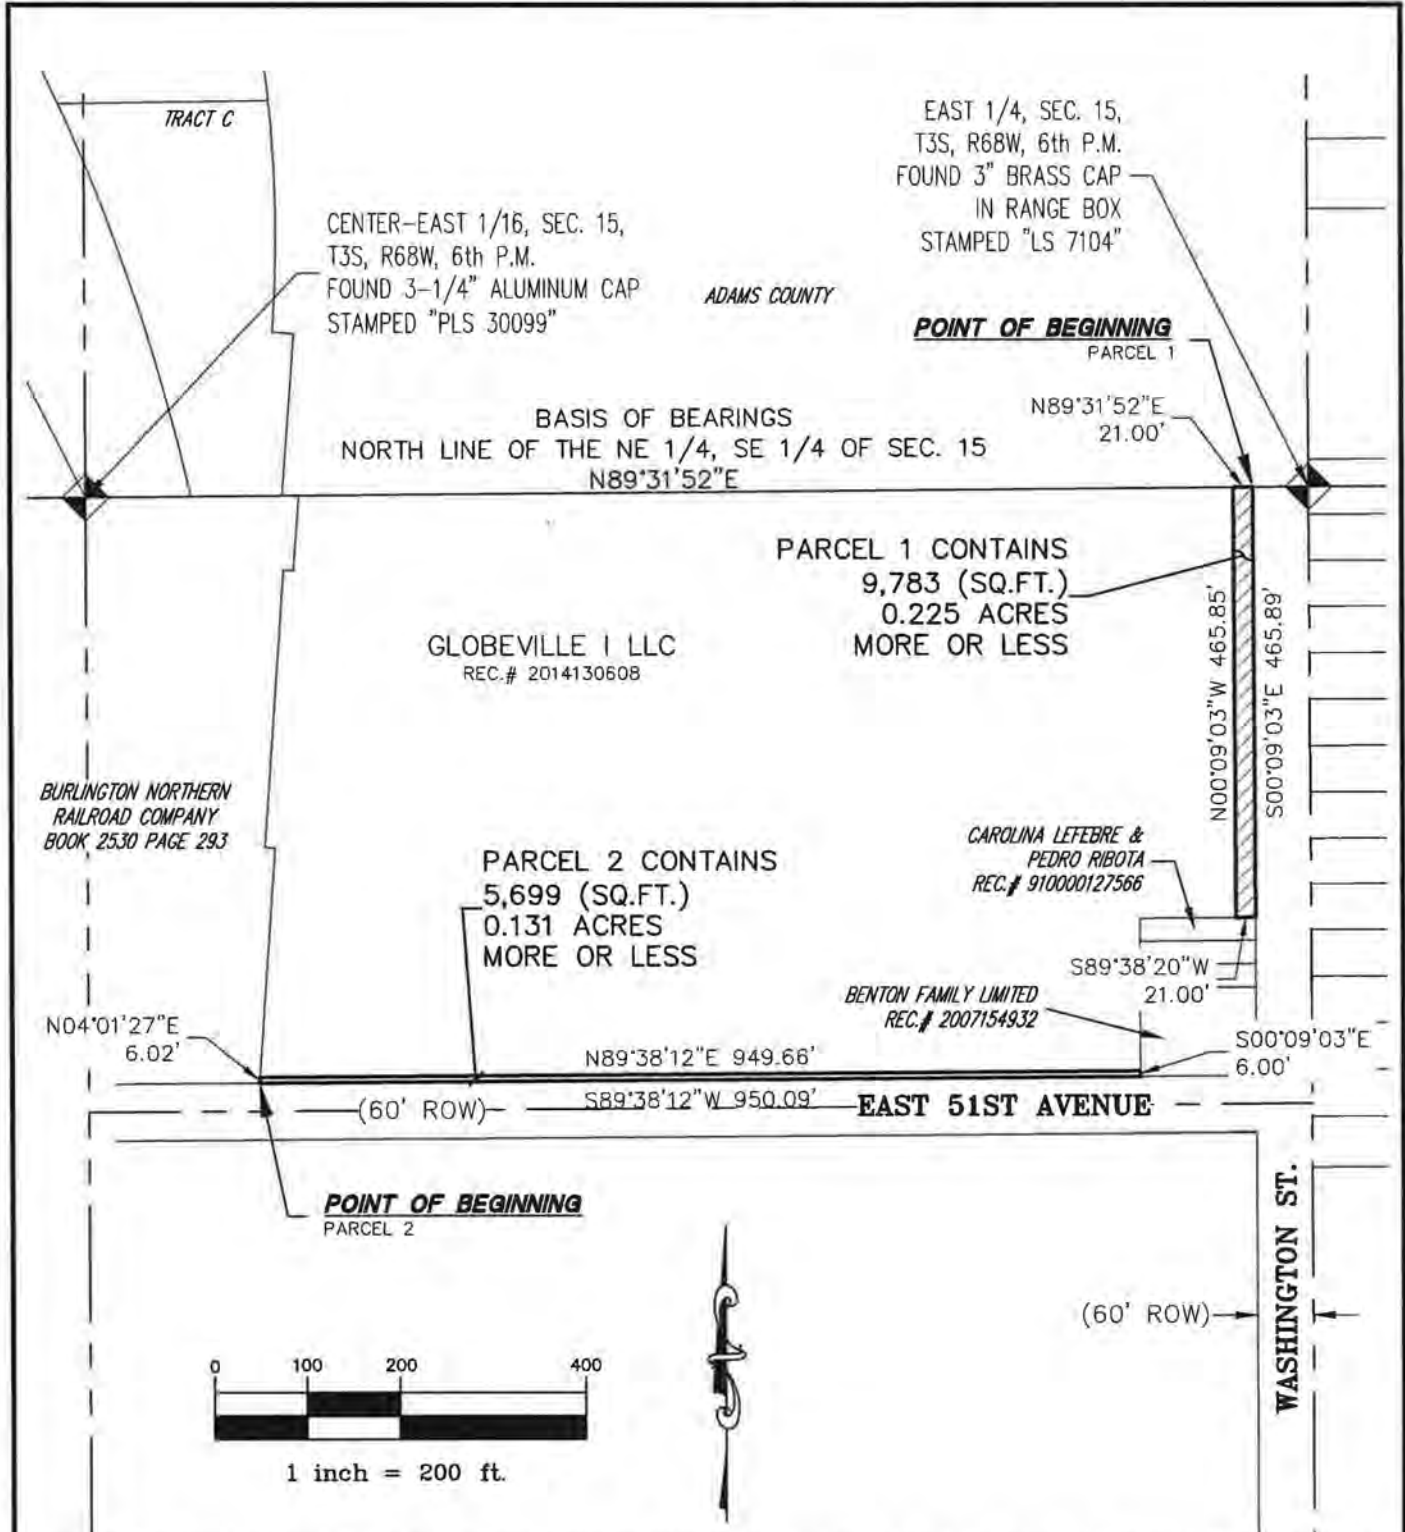 TRACT C
EAST 1/4, SEC. 15,
T3S, R68W, 6th P.M.
FOUND 3" BRASS CAP
IN RANGE BOX
STAMPED "LS 7104"
CENTER-EAST 1/16, SEC. 15,
T3S, R68W, 6th P.M.
FOUND 3-1/4" ALUMINUM CAP
STAMPED "PLS 30099"
ADAMS COUNTY
POINT OF BEGINNING
PARCEL 1
N89°31'52"E
21.00'
BASIS OF BEARINGS
NORTH LINE OF THE NE 1/4, SE 1/4 OF SEC. 15
N89°31'52"E
PARCEL 1 CONTAINS
9,783 (SQ.FT.)
0.225 ACRES
MORE OR LESS
N00°09'03"W 465.85'
S00°09'03"E 465.89'
GLOBEVILLE I LLC
REC.# 2014130608
BURLINGTON NORTHERN
RAILROAD COMPANY
BOOK 2530 PAGE 293
CAROLINA LEFEBRE &
PEDRO RIBOTA
REC.# 910000127566
PARCEL 2 CONTAINS
5,699 (SQ.FT.)
0.131 ACRES
MORE OR LESS
S89°38'20"W
21.00'
BENTON FAMILY LIMITED
REC.# 2007154932
N04°01'27"E
6.02'
S00°09'03"E
6.00'
N89°38'12"E 949.66'
S89°38'12"W 950.09'
(60' ROW)
EAST 51ST AVENUE
POINT OF BEGINNING
PARCEL 2
WASHINGTON ST.
(60' ROW)
0 100 200 400
1 inch = 200 ft.